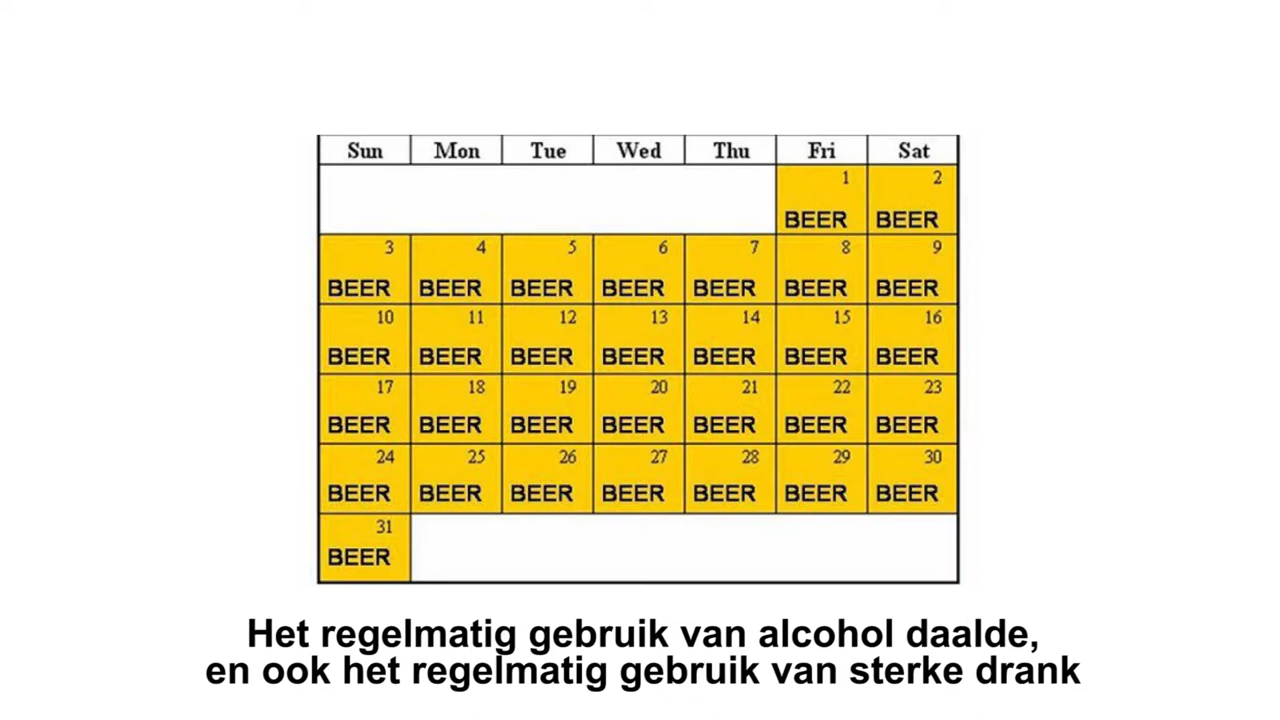 Sun Mon Tue Wed Thu Fri Sat
1 2
BEER BEER
3 4 5 6 7 8 9
BEER BEER BEER BEER BEER BEER BEER
10 11 12 13 14 15 16
BEER BEER BEER BEER BEER BEER BEER
17 18 19 20 21 22 23
BEER BEER BEER BEER BEER BEER BEER
24 25 26 27 28 29 30
BEER BEER BEER BEER BEER BEER BEER
31
BEER
Het regelmatig gebruik van alcohol daalde,
en ook het regelmatig gebruik van sterke drank